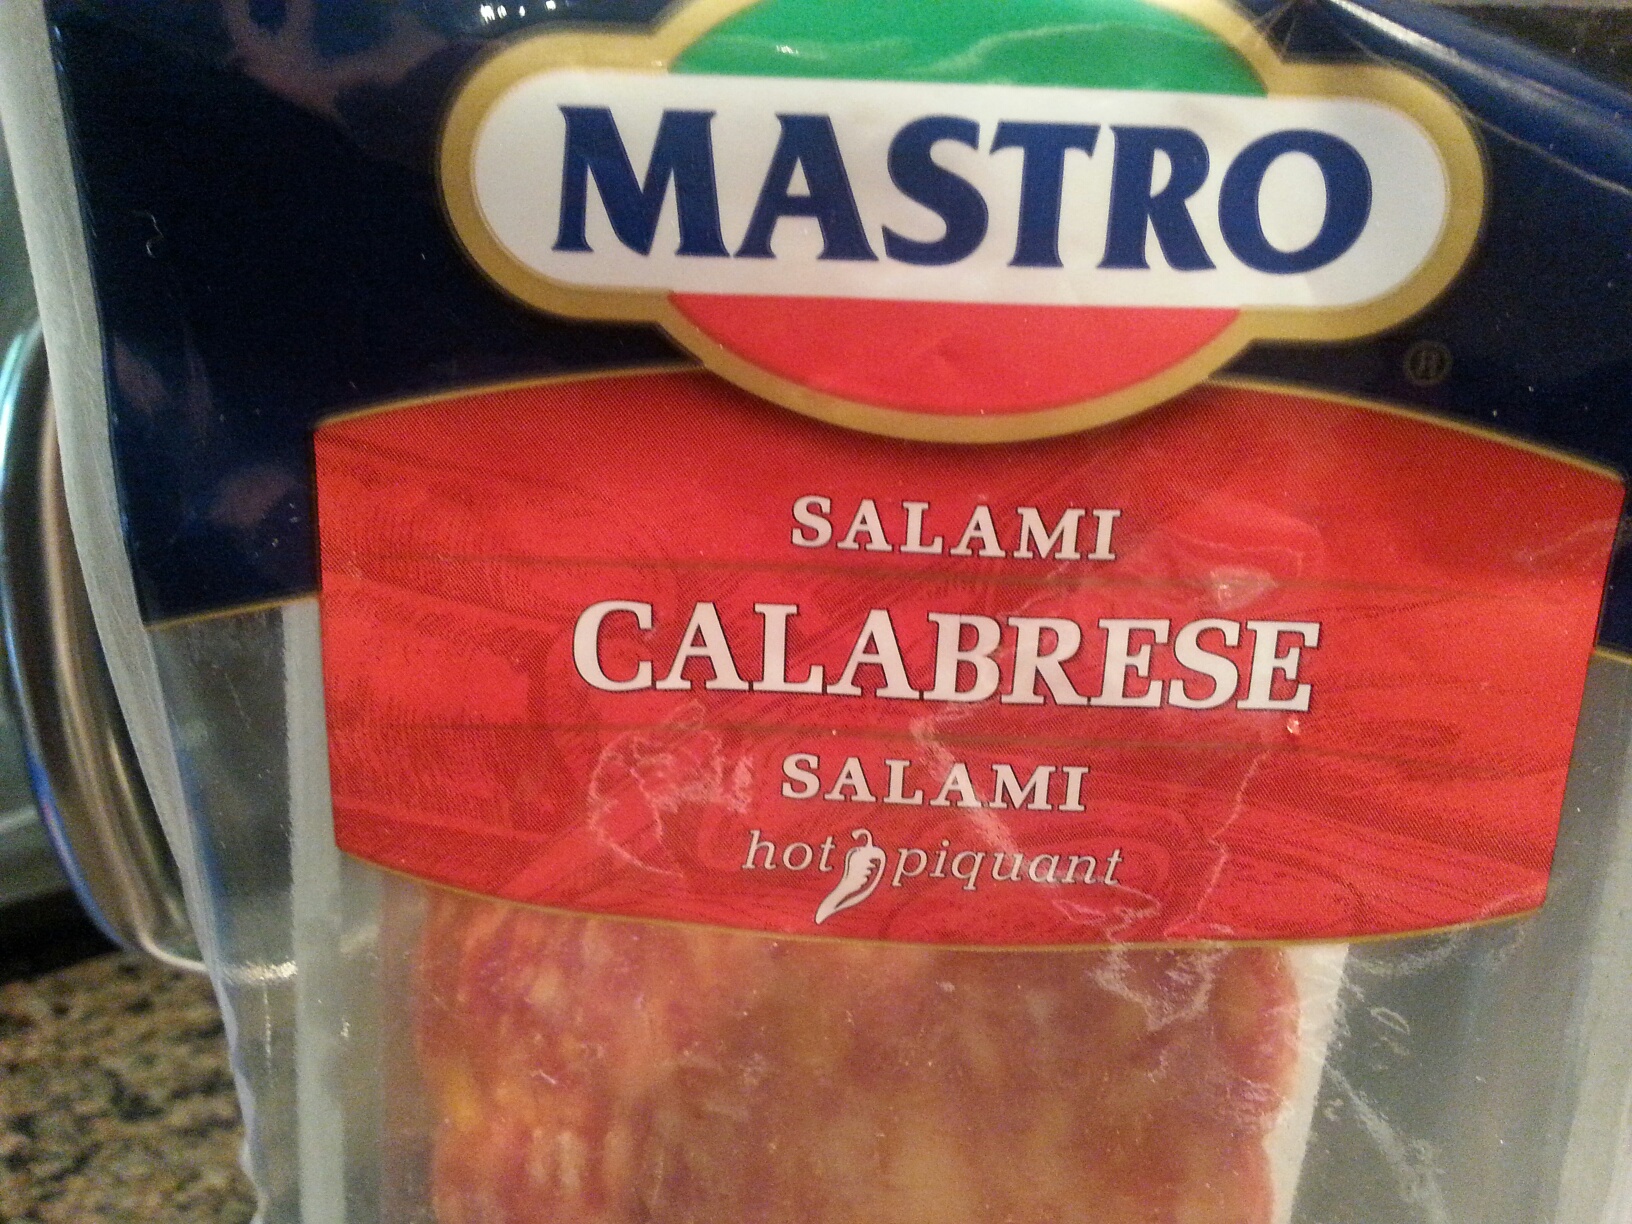 MASTRO
®
SALAMI
CALABRESE
SALAMI
hot piquant